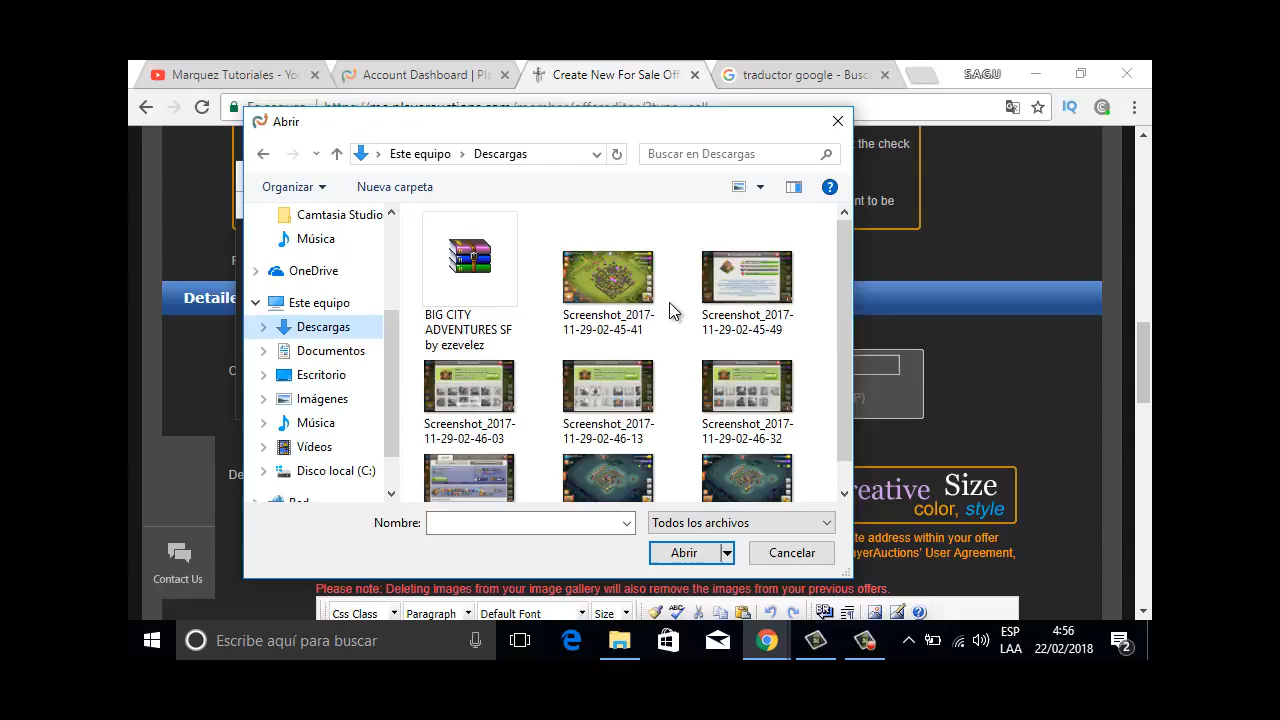 Marquez Tutoriales - Yo
Account Dashboard | Pla
Create New For Sale Off
traductor google - Busca
S.A.G.U
Abrir
Este equipo
Descargas
Buscar en Descargas
Organizar
Nueva carpeta
Camtasia Studio
Música
OneDrive
Este equipo
Descargas
Documentos
Escritorio
Imágenes
Música
Vídeos
Disco local (C:)
BIG CITY
ADVENTURES SF
by ezevelez
Screenshot_2017-
11-29-02-45-41
Screenshot_2017-
11-29-02-45-49
Screenshot_2017-
11-29-02-46-03
Screenshot_2017-
11-29-02-46-13
Screenshot_2017-
11-29-02-46-32
Nombre:
Todos los archivos
Abrir
Cancelar
the check
nt to be
Detaile
De
reative Size
color, style
te address within your offer
ayerAuctions' User Agreement,
Contact Us
Please note: Deleting images from your image gallery will also remove the images from your previous offers.
Css Class
Paragraph
Default Font
Size
Escribe aquí para buscar
ESP
LAA
4:56
22/02/2018
2